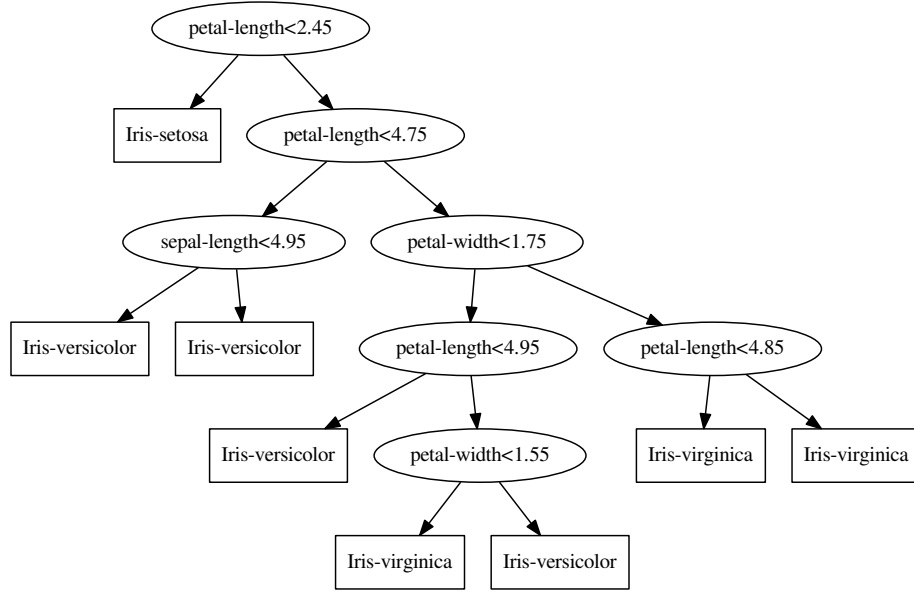 petal-length<2.45
Iris-setosa
petal-length<4.75
sepal-length<4.95
petal-width<1.75
Iris-versicolor
Iris-versicolor
petal-length<4.95
petal-length<4.85
Iris-versicolor
petal-width<1.55
Iris-virginica
Iris-virginica
Iris-virginica
Iris-versicolor